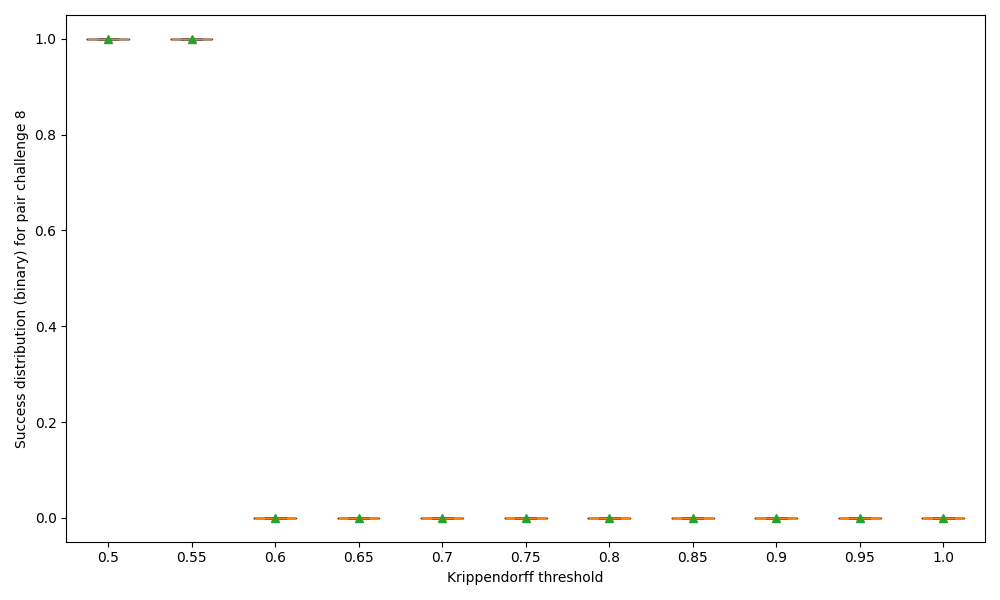 Success distribution (binary) for pair challenge 8
1.0
0.8
0.6
0.4
0.2
0.0
0.5 0.55 0.6 0.65 0.7 0.75 0.8 0.85 0.9 0.95 1.0
Krippendorff threshold